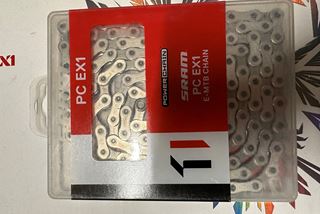 X1
PC EX1
POWERCHAIN
SRAM
PC EX1
E-MTB CHAIN